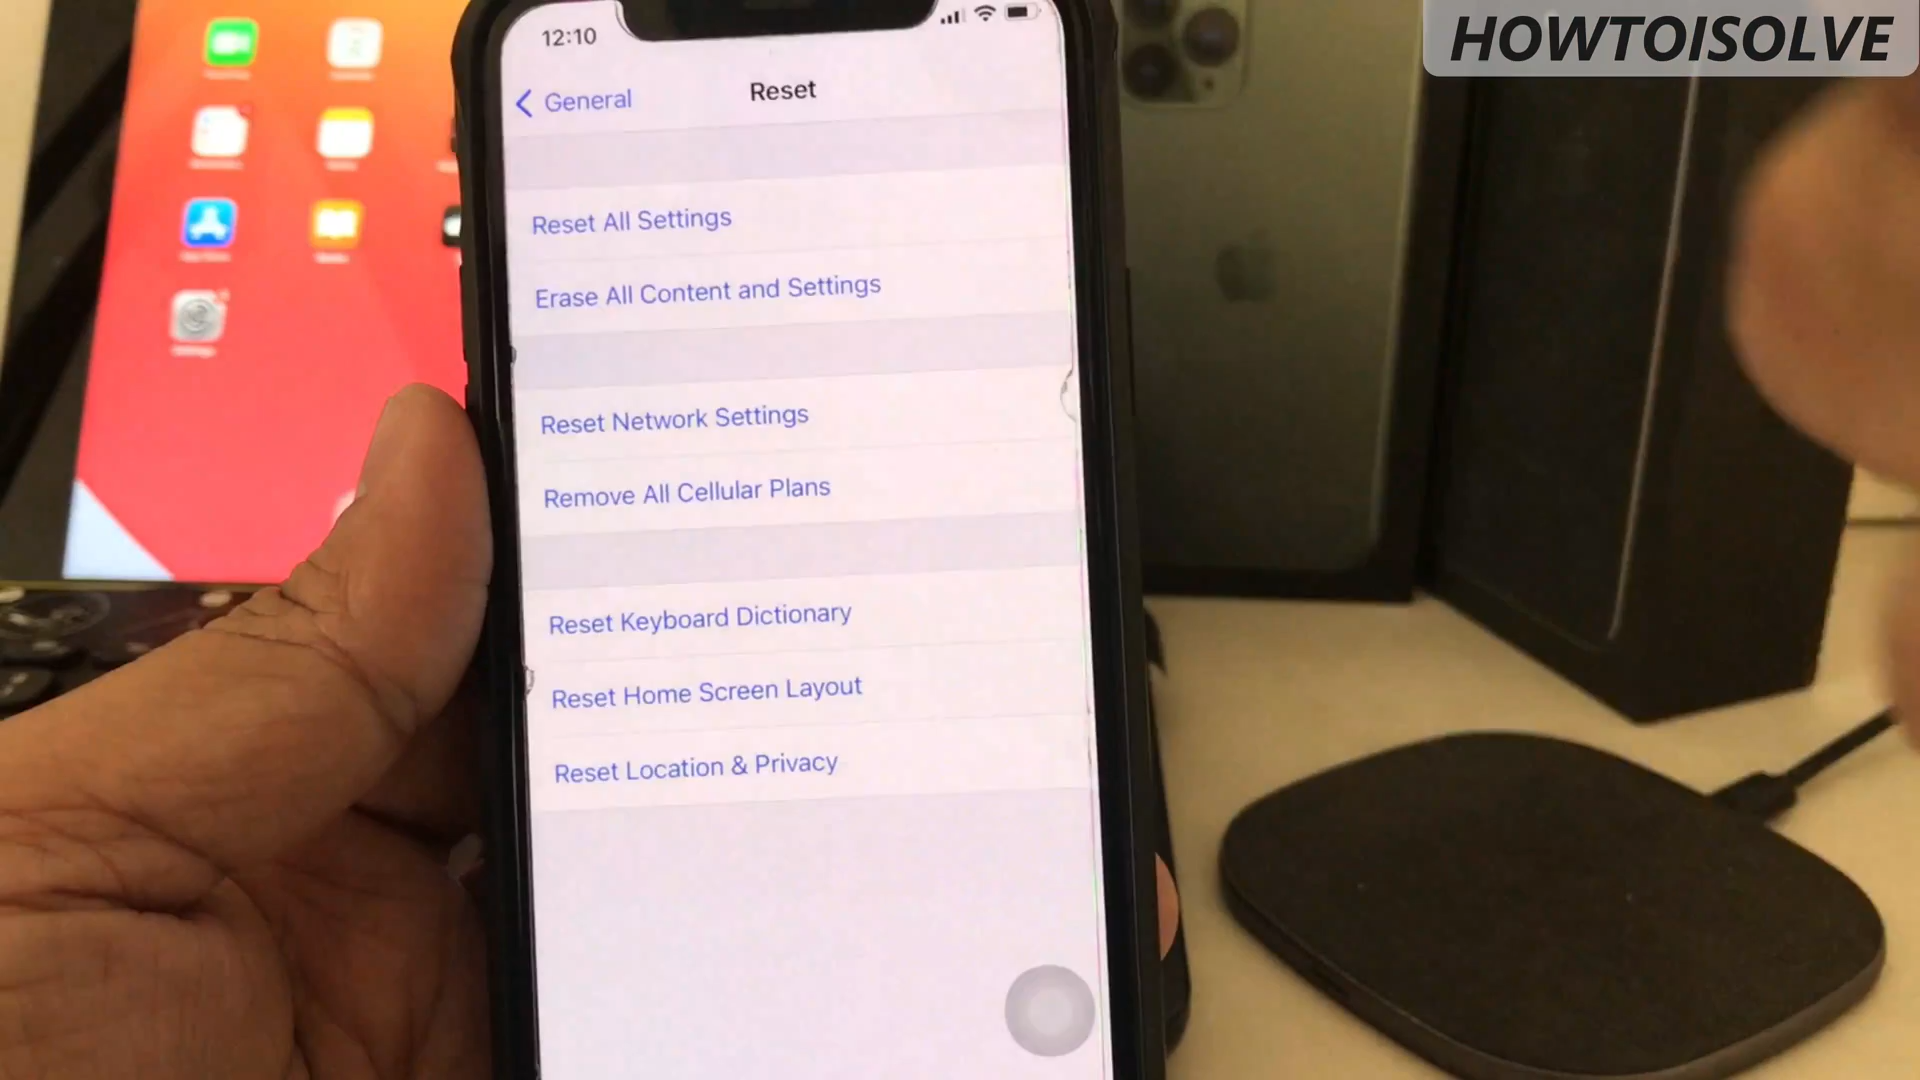 HOWTOISOLVE
12:10
General
Reset
Reset All Settings
Erase All Content and Settings
Reset Network Settings
Remove All Cellular Plans
Reset Keyboard Dictionary
Reset Home Screen Layout
Reset Location & Privacy